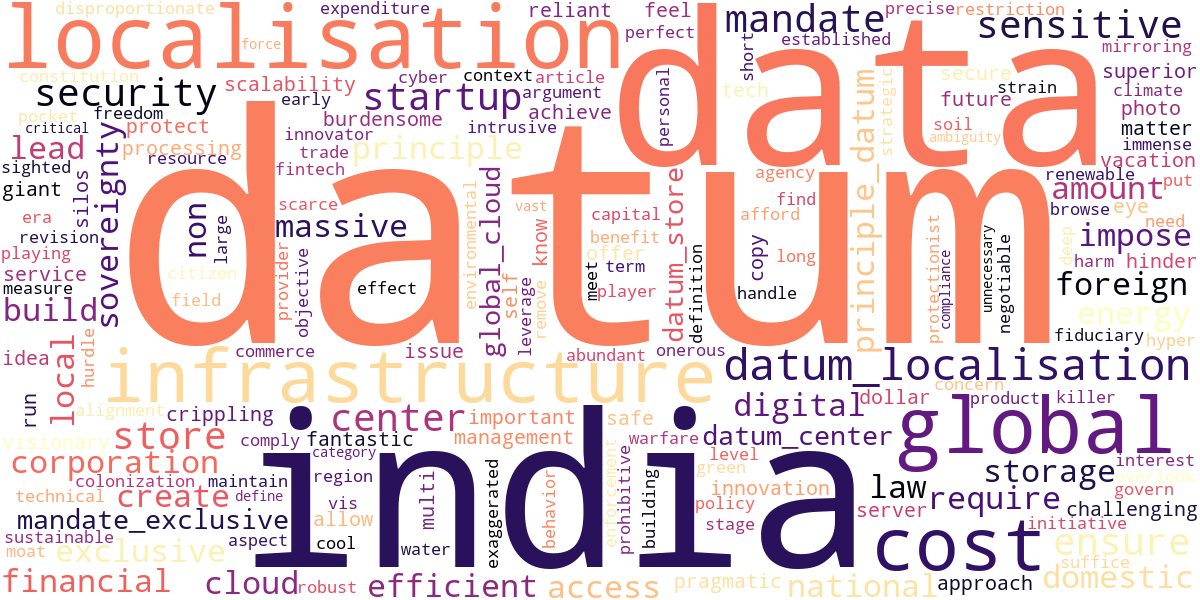 disproportionate
expenditure
reliant
feel
mandate
precise
restriction
localisation
force
perfect
established
sensitive
mirroring
constitution
security
scalability
cyber
context
article
short
data
secure
superior
pocket
early
startup
argument
achieve
personal
tech
strategic
future
strain
climate
photo
critical
freedom
protect
burdensome
intrusive
soil
ambiguity
matter
immense
lead
processing
innovator
principle
trade
vacation
sighted
resource
fintech
agency
renewable
giant
silos
sovereignty
datum
scarce
find
amount
put
era
non
large
massive
vast
capital
afford
browse
eye
need
revision
environmental
know
benefit
copy
long
principle_datum
deep
impose
playing
citizen
global_cloud
offer
datum_store
protectionist
unnecessary
harm
hinder
service
measure
field
provider
objective
effect
self
meet
term
player
definition
handle
compliance
negotiable
foreign
build
leverage
remove
energy
hurdle
fiduciary
hyper
idea
local
commerce
issue
abundant
onerous
infrastructure
datum_localisation
concern
run
alignment
crippling
center
important
safe
digital
dollar
product
killer
global
visionary
store
comply
fantastic
management
warfare
datum_center
corporation
category
level
green
storage
interest
colonization
maintain
region
multi
exaggerated
behavior
enforcement
prohibitive
building
innovation
law
overlook
technical
create
define
vis
india
policy
server
require
govern
mandate_exclusive
allow
stage
challenging
sustainable
aspect
cool
water
cost
initiative
moat
exclusive
ensure
suffice
financial
cloud
robust
efficient
access
pragmatic
national
approach
domestic